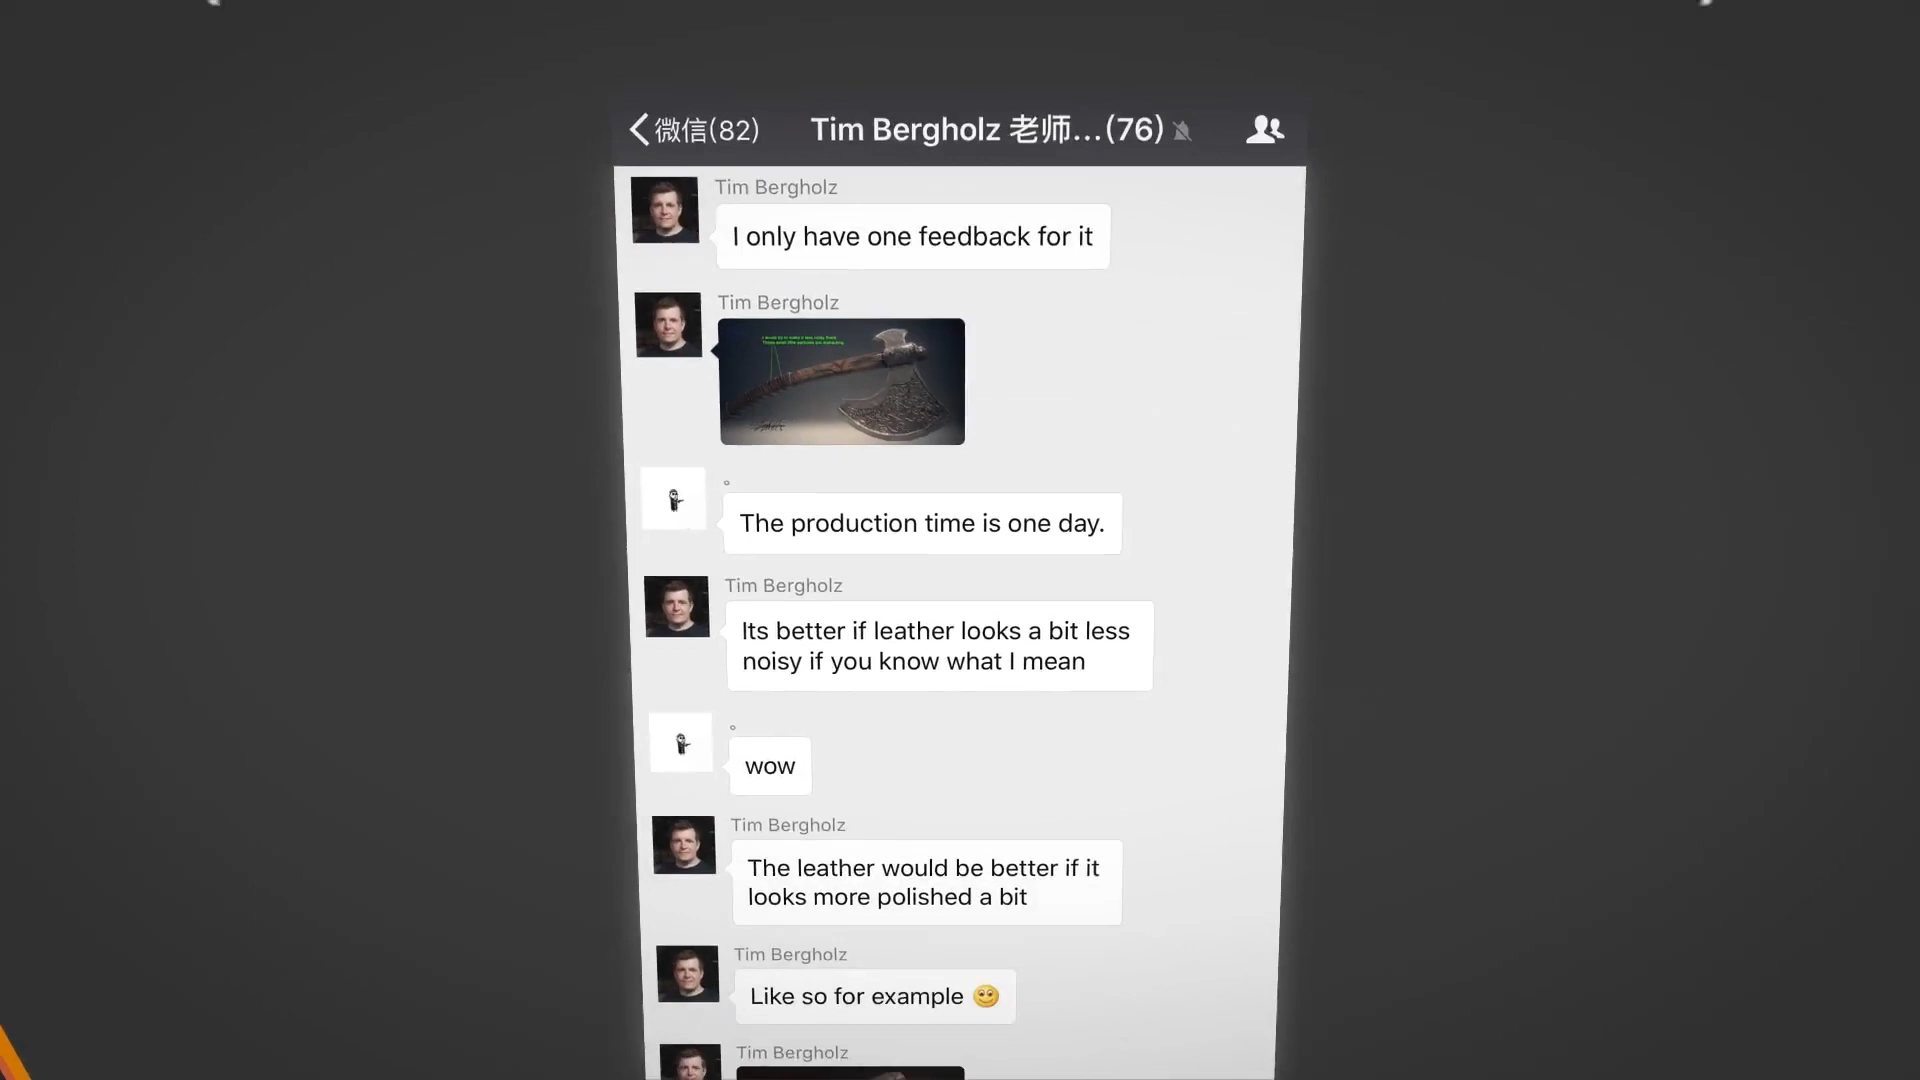 微信(82)
Tim Bergholz 老师...(76)
Tim Bergholz
I only have one feedback for it
Tim Bergholz
The production time is one day.
Tim Bergholz
Its better if leather looks a bit less
noisy if you know what I mean
wow
Tim Bergholz
The leather would be better if it
looks more polished a bit
Tim Bergholz
Like so for example
Tim Bergholz